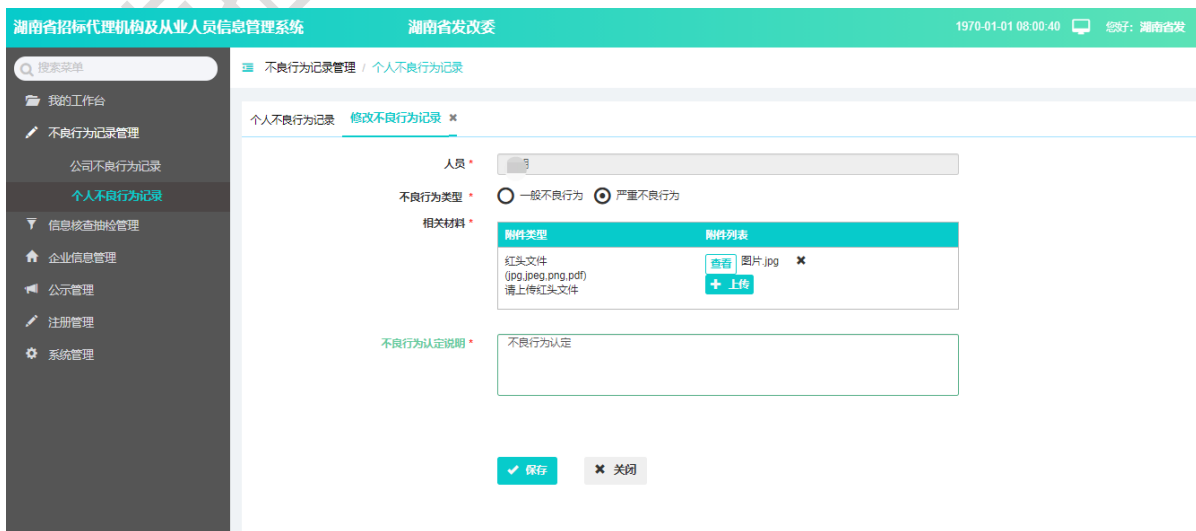 湖南省招标代理机构及从业人员信息管理系统 湖南省发改委 1970-01-01 08:00:40 您好: 湖南省发
搜索菜单
不良行为记录管理 / 个人不良行为记录
我的工作台
不良行为记录管理
公司不良行为记录
个人不良行为记录
信息核查抽检管理
企业信息管理
公示管理
注册管理
系统管理
个人不良行为记录 修改不良行为记录 ×
人员 *
不良行为类型 * 一般不良行为 严重不良行为
相关材料 *
附件类型 附件列表
红头文件 查看 图片.jpg ×
(jpg,jpeg,png,pdf) + 上传
请上传红头文件
不良行为认定说明 * 不良行为认定
保存 × 关闭